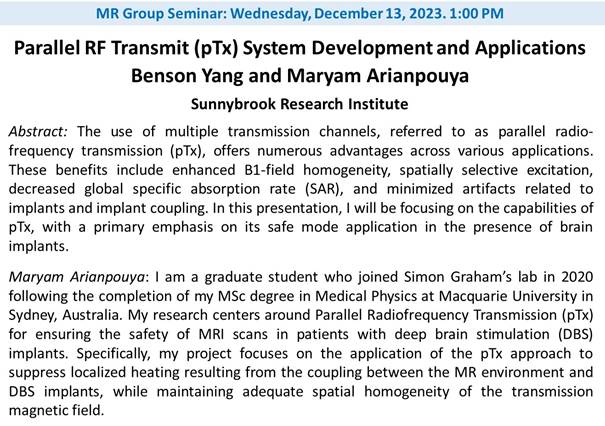 MR Group Seminar: Wednesday, December 13, 2023. 1:00 PM
Parallel RF Transmit (pTx) System Development and Applications
Benson Yang and Maryam Arianpouya
Sunnybrook Research Institute
Abstract: The use of multiple transmission channels, referred to as parallel radio-
frequency transmission (pTx), offers numerous advantages across various applications.
These benefits include enhanced B1-field homogeneity, spatially selective excitation,
decreased global specific absorption rate (SAR), and minimized artifacts related to
implants and implant coupling. In this presentation, I will be focusing on the capabilities of
pTx, with a primary emphasis on its safe mode application in the presence of brain
implants.
Maryam Arianpouya: I am a graduate student who joined Simon Graham's lab in 2020
following the completion of my MSc degree in Medical Physics at Macquarie University in
Sydney, Australia. My research centers around Parallel Radiofrequency Transmission (pTx)
for ensuring the safety of MRI scans in patients with deep brain stimulation (DBS)
implants. Specifically, my project focuses on the application of the pTx approach to
suppress localized heating resulting from the coupling between the MR environment and
DBS implants, while maintaining adequate spatial homogeneity of the transmission
magnetic field.